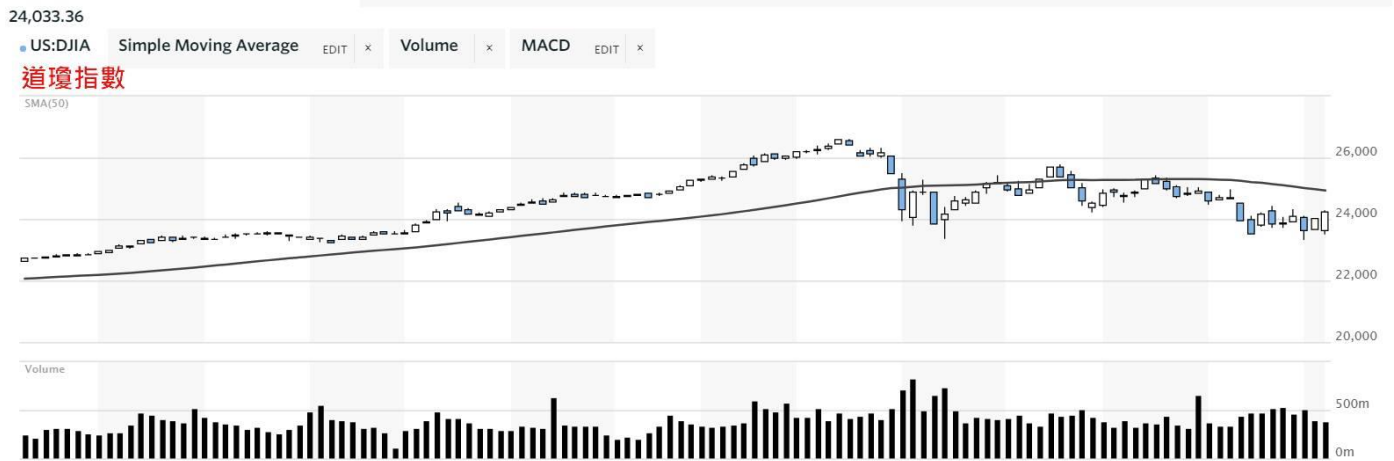 24,033.36
US:DJIA Simple Moving Average EDIT × Volume × MACD EDIT ×
道瓊指數
SMA(50)
26,000
24,000
22,000
20,000
Volume
500m
0m